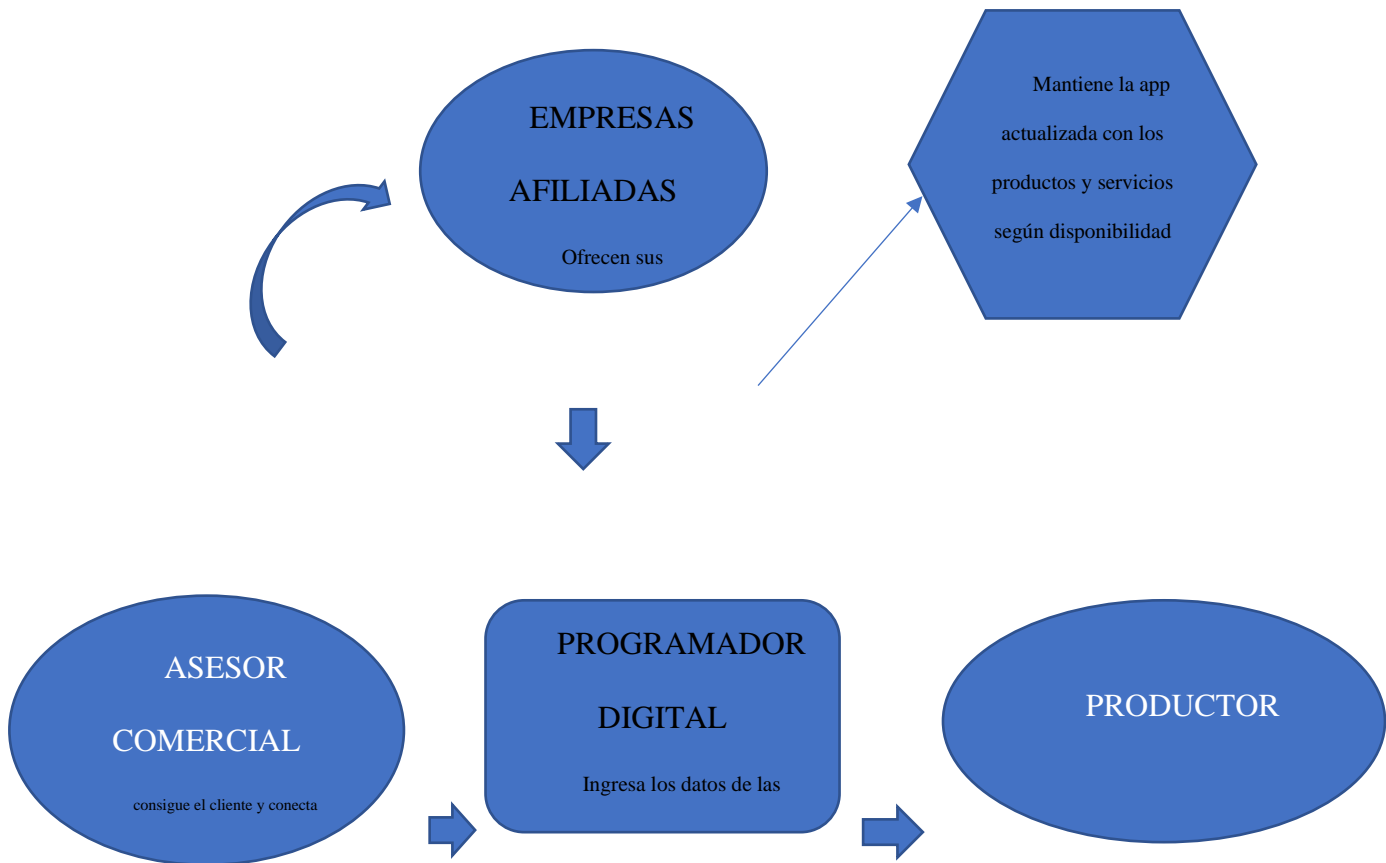 EMPRESAS
AFILIADAS
Ofrecen sus
Mantiene la app
actualizada con los
productos y servicios
según disponibilidad
ASESOR
COMERCIAL
consigue el cliente y conecta
PROGRAMADOR
DIGITAL
Ingresa los datos de las
PRODUCTOR